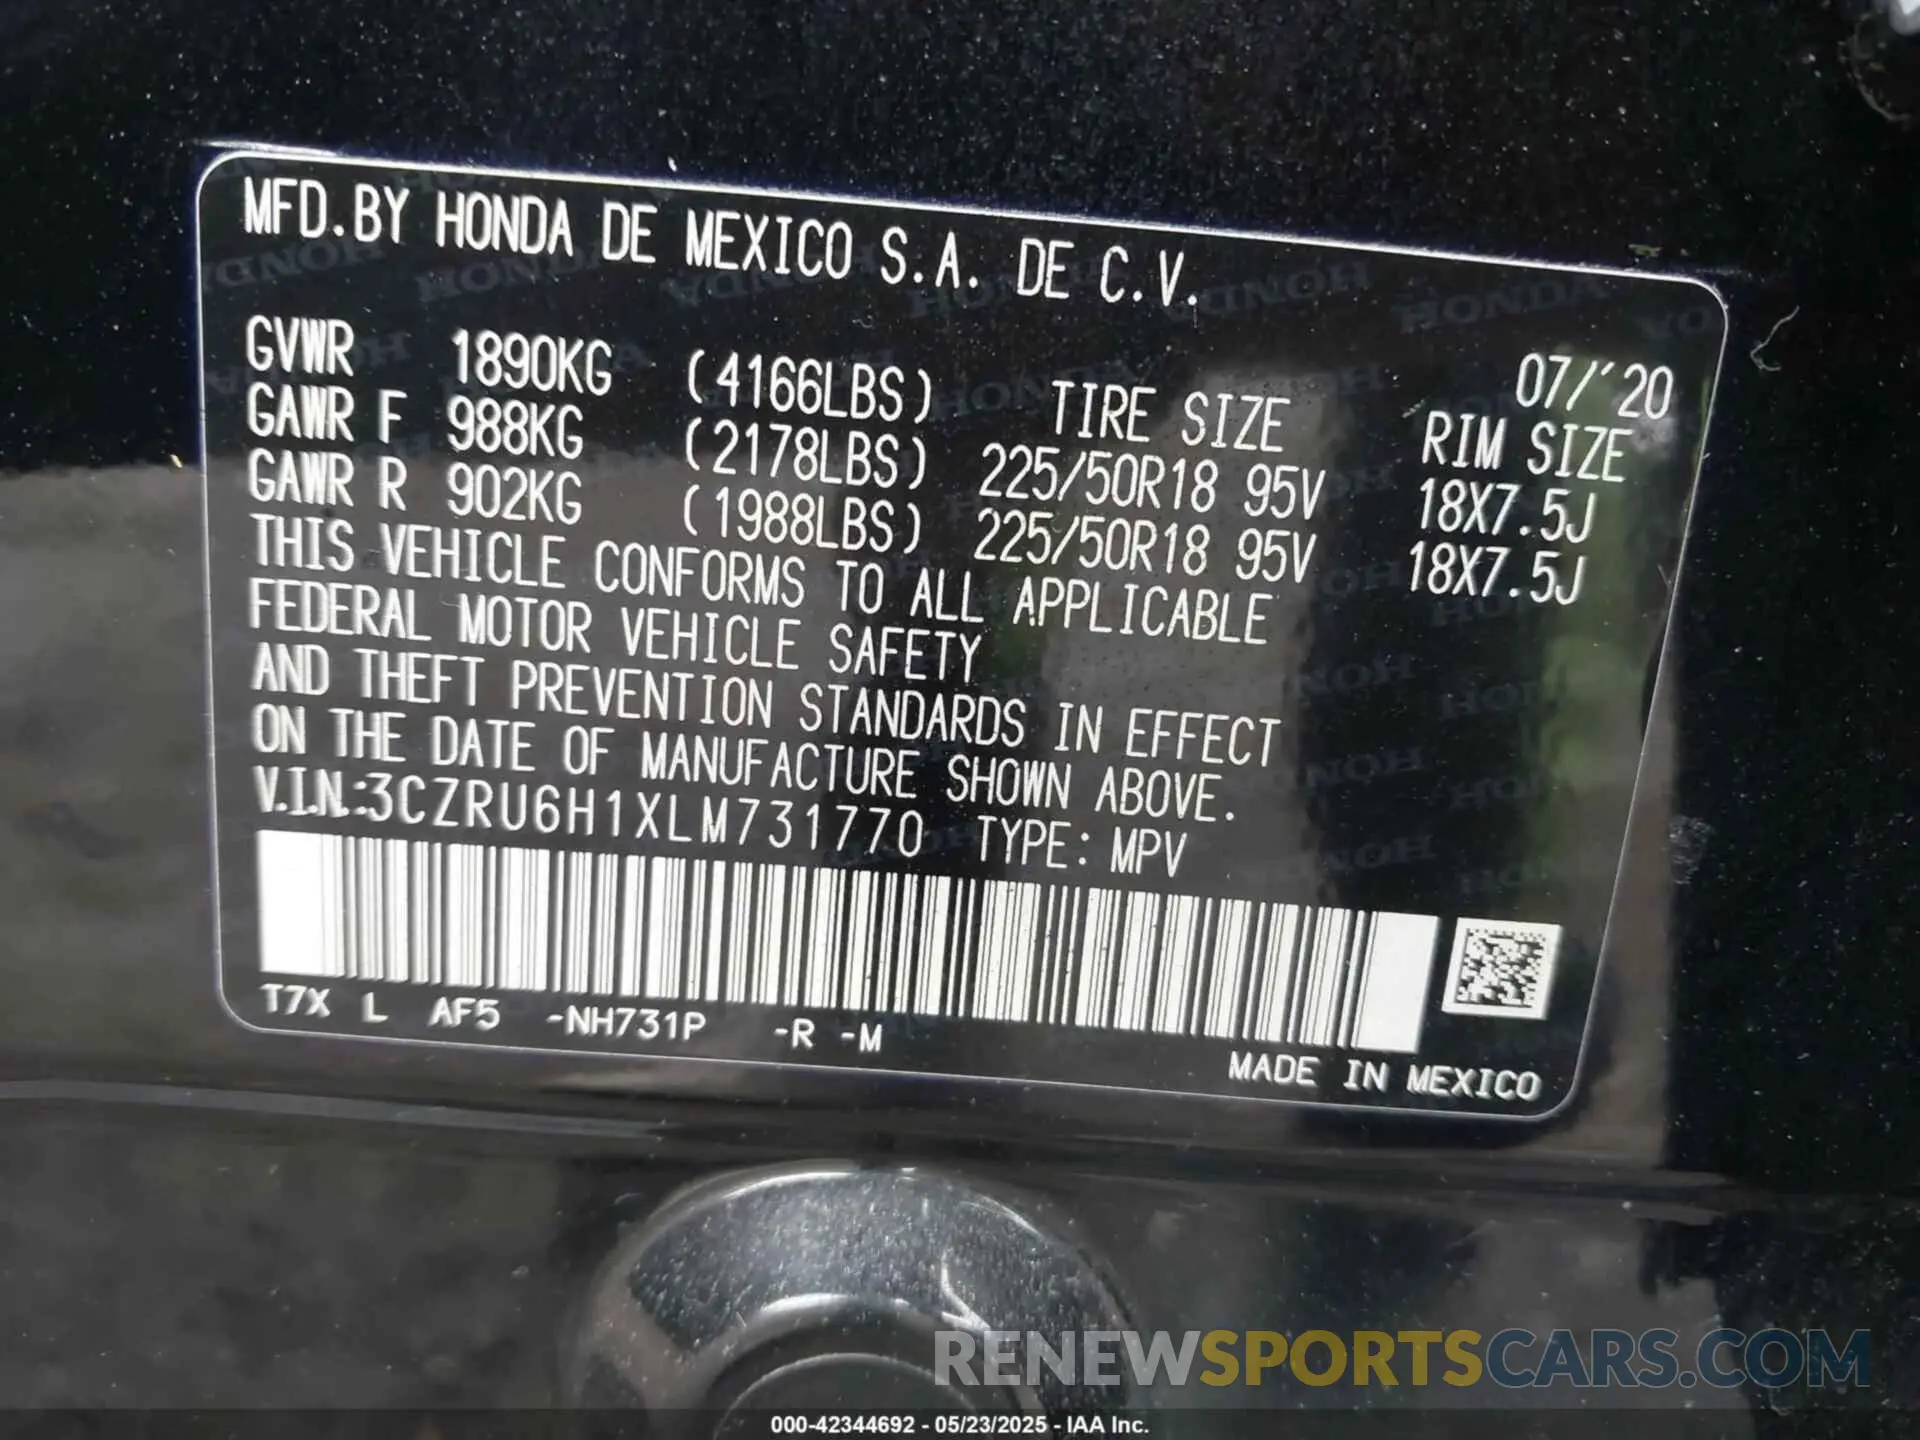 MFD.BY HONDA DE MEXICO S.A. DE C.V.
07/'20
GVWR 1890KG (4166LBS) TIRE SIZE RIM SIZE
GAWR F 988KG (2178LBS) 225/50R18 95V 18X7.5J
GAWR R 902KG (1988LBS) 225/50R18 95V 18X7.5J
THIS VEHICLE CONFORMS TO ALL APPLICABLE
FEDERAL MOTOR VEHICLE SAFETY
AND THEFT PREVENTION STANDARDS IN EFFECT
ON THE DATE OF MANUFACTURE SHOWN ABOVE.
V.I.N.:3CZRU6H1XLM731770 TYPE: MPV
T7X L AF5 -NH731P -R -M
MADE IN MEXICO
RENEWSPORTSCARS.COM
000-42344692 - 05/23/2025 - IAA Inc.